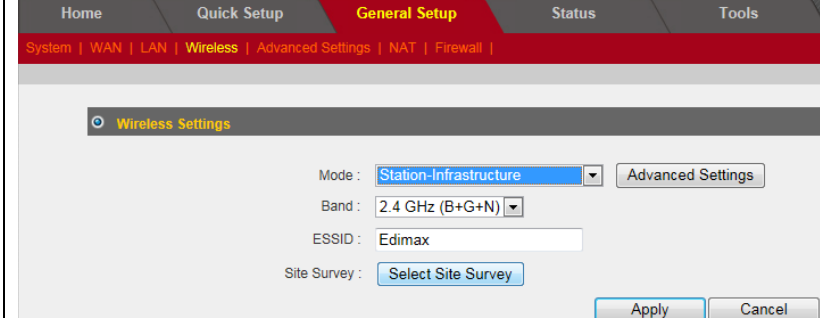 Home Quick Setup General Setup Status Tools
System | WAN | LAN | Wireless | Advanced Settings | NAT | Firewall |
Wireless Settings
Mode : Station-Infrastructure Advanced Settings
Band : 2.4 GHz (B+G+N)
ESSID : Edimax
Site Survey : Select Site Survey
Apply Cancel